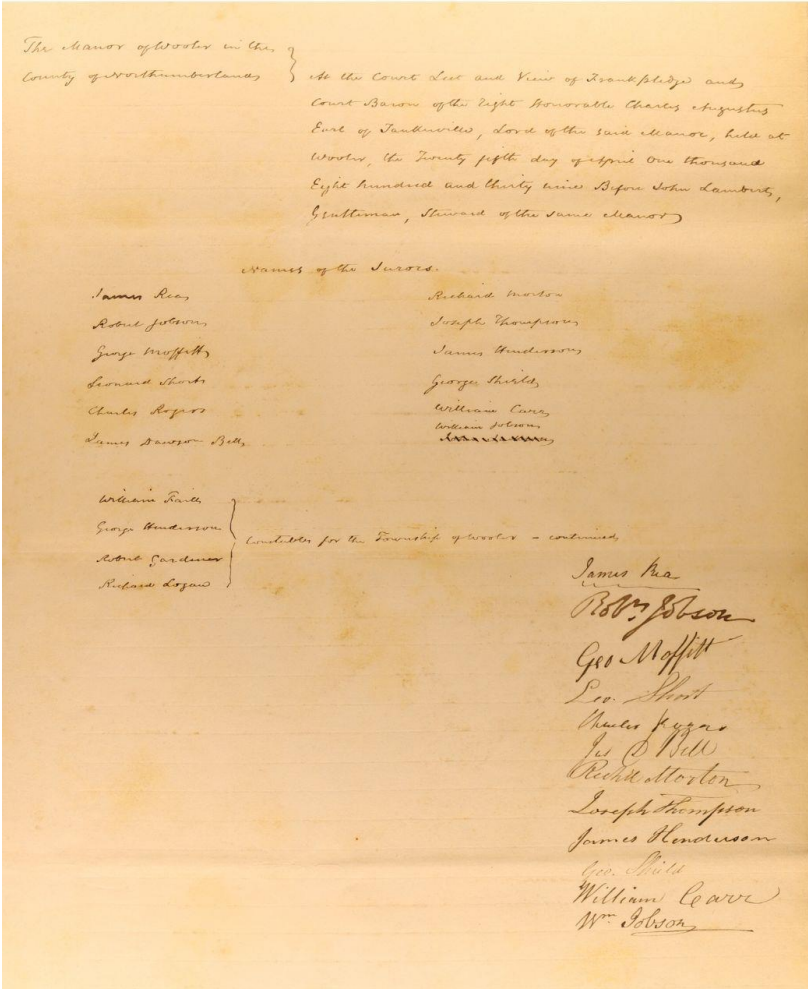 The Manor of Wooler in the
County of Northumberland
At the Court Leet and View of Frankpledge and
Court Baron of the Right Honorable Charles Augustus
Earl of Tankerville, Lord of the said Manor, held at
Wooler, the Twenty fifth day of April One thousand
Eight hundred and thirty nine Before John Lambert,
Gentleman, Steward of the same Manor
Names of the Jurors.
James Rea
Robert Jobson
George Moffitt
Leonard Short
Charles Rogers
James Dawson Bell
Richard Morton
Joseph Thompson
James Henderson
George Shield
William Carr
William Jobson
William
George Henderson
Robert Gardiner
Richard Logan
Constables for the Township of Wooler - continued
James Rea
Robt. Jobson
Geo Moffitt
Leo. Short
Charles Rogers
Jas D Bell
Richd Morton
Joseph Thompson
James Henderson
Geo. Shield
William Carr
Wm Jobson